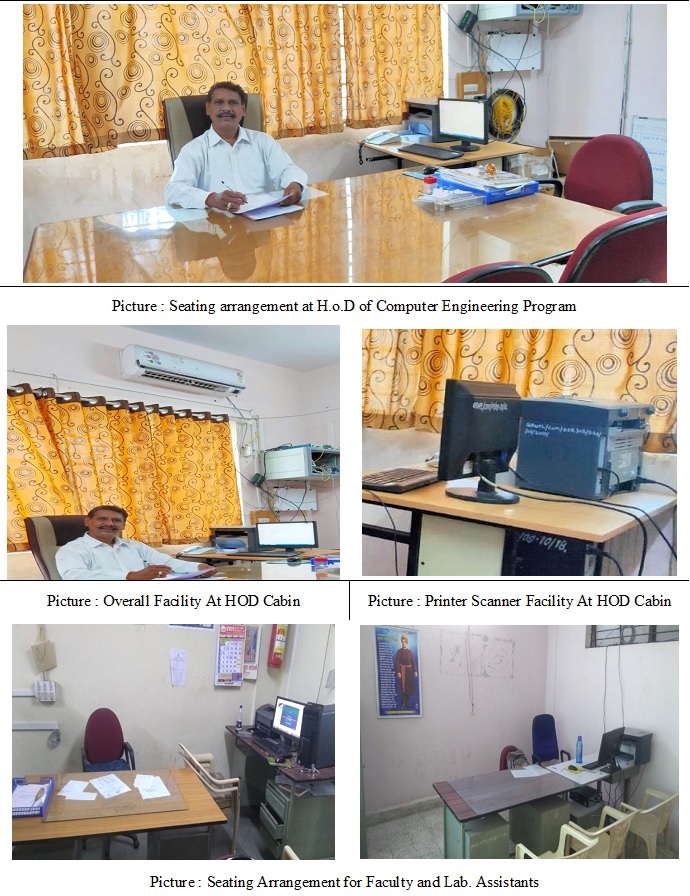 Picture : Seating arrangement at H.o.D of Computer Engineering Program
Picture : Overall Facility At HOD Cabin
Picture : Printer Scanner Facility At HOD Cabin
Picture : Seating Arrangement for Faculty and Lab. Assistants